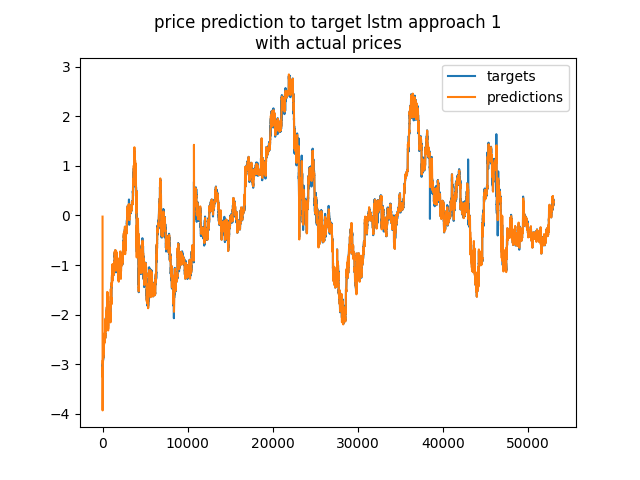 price prediction to target lstm approach 1
with actual prices
targets
predictions
3
2
1
0
−1
−2
−3
−4
0 10000 20000 30000 40000 50000